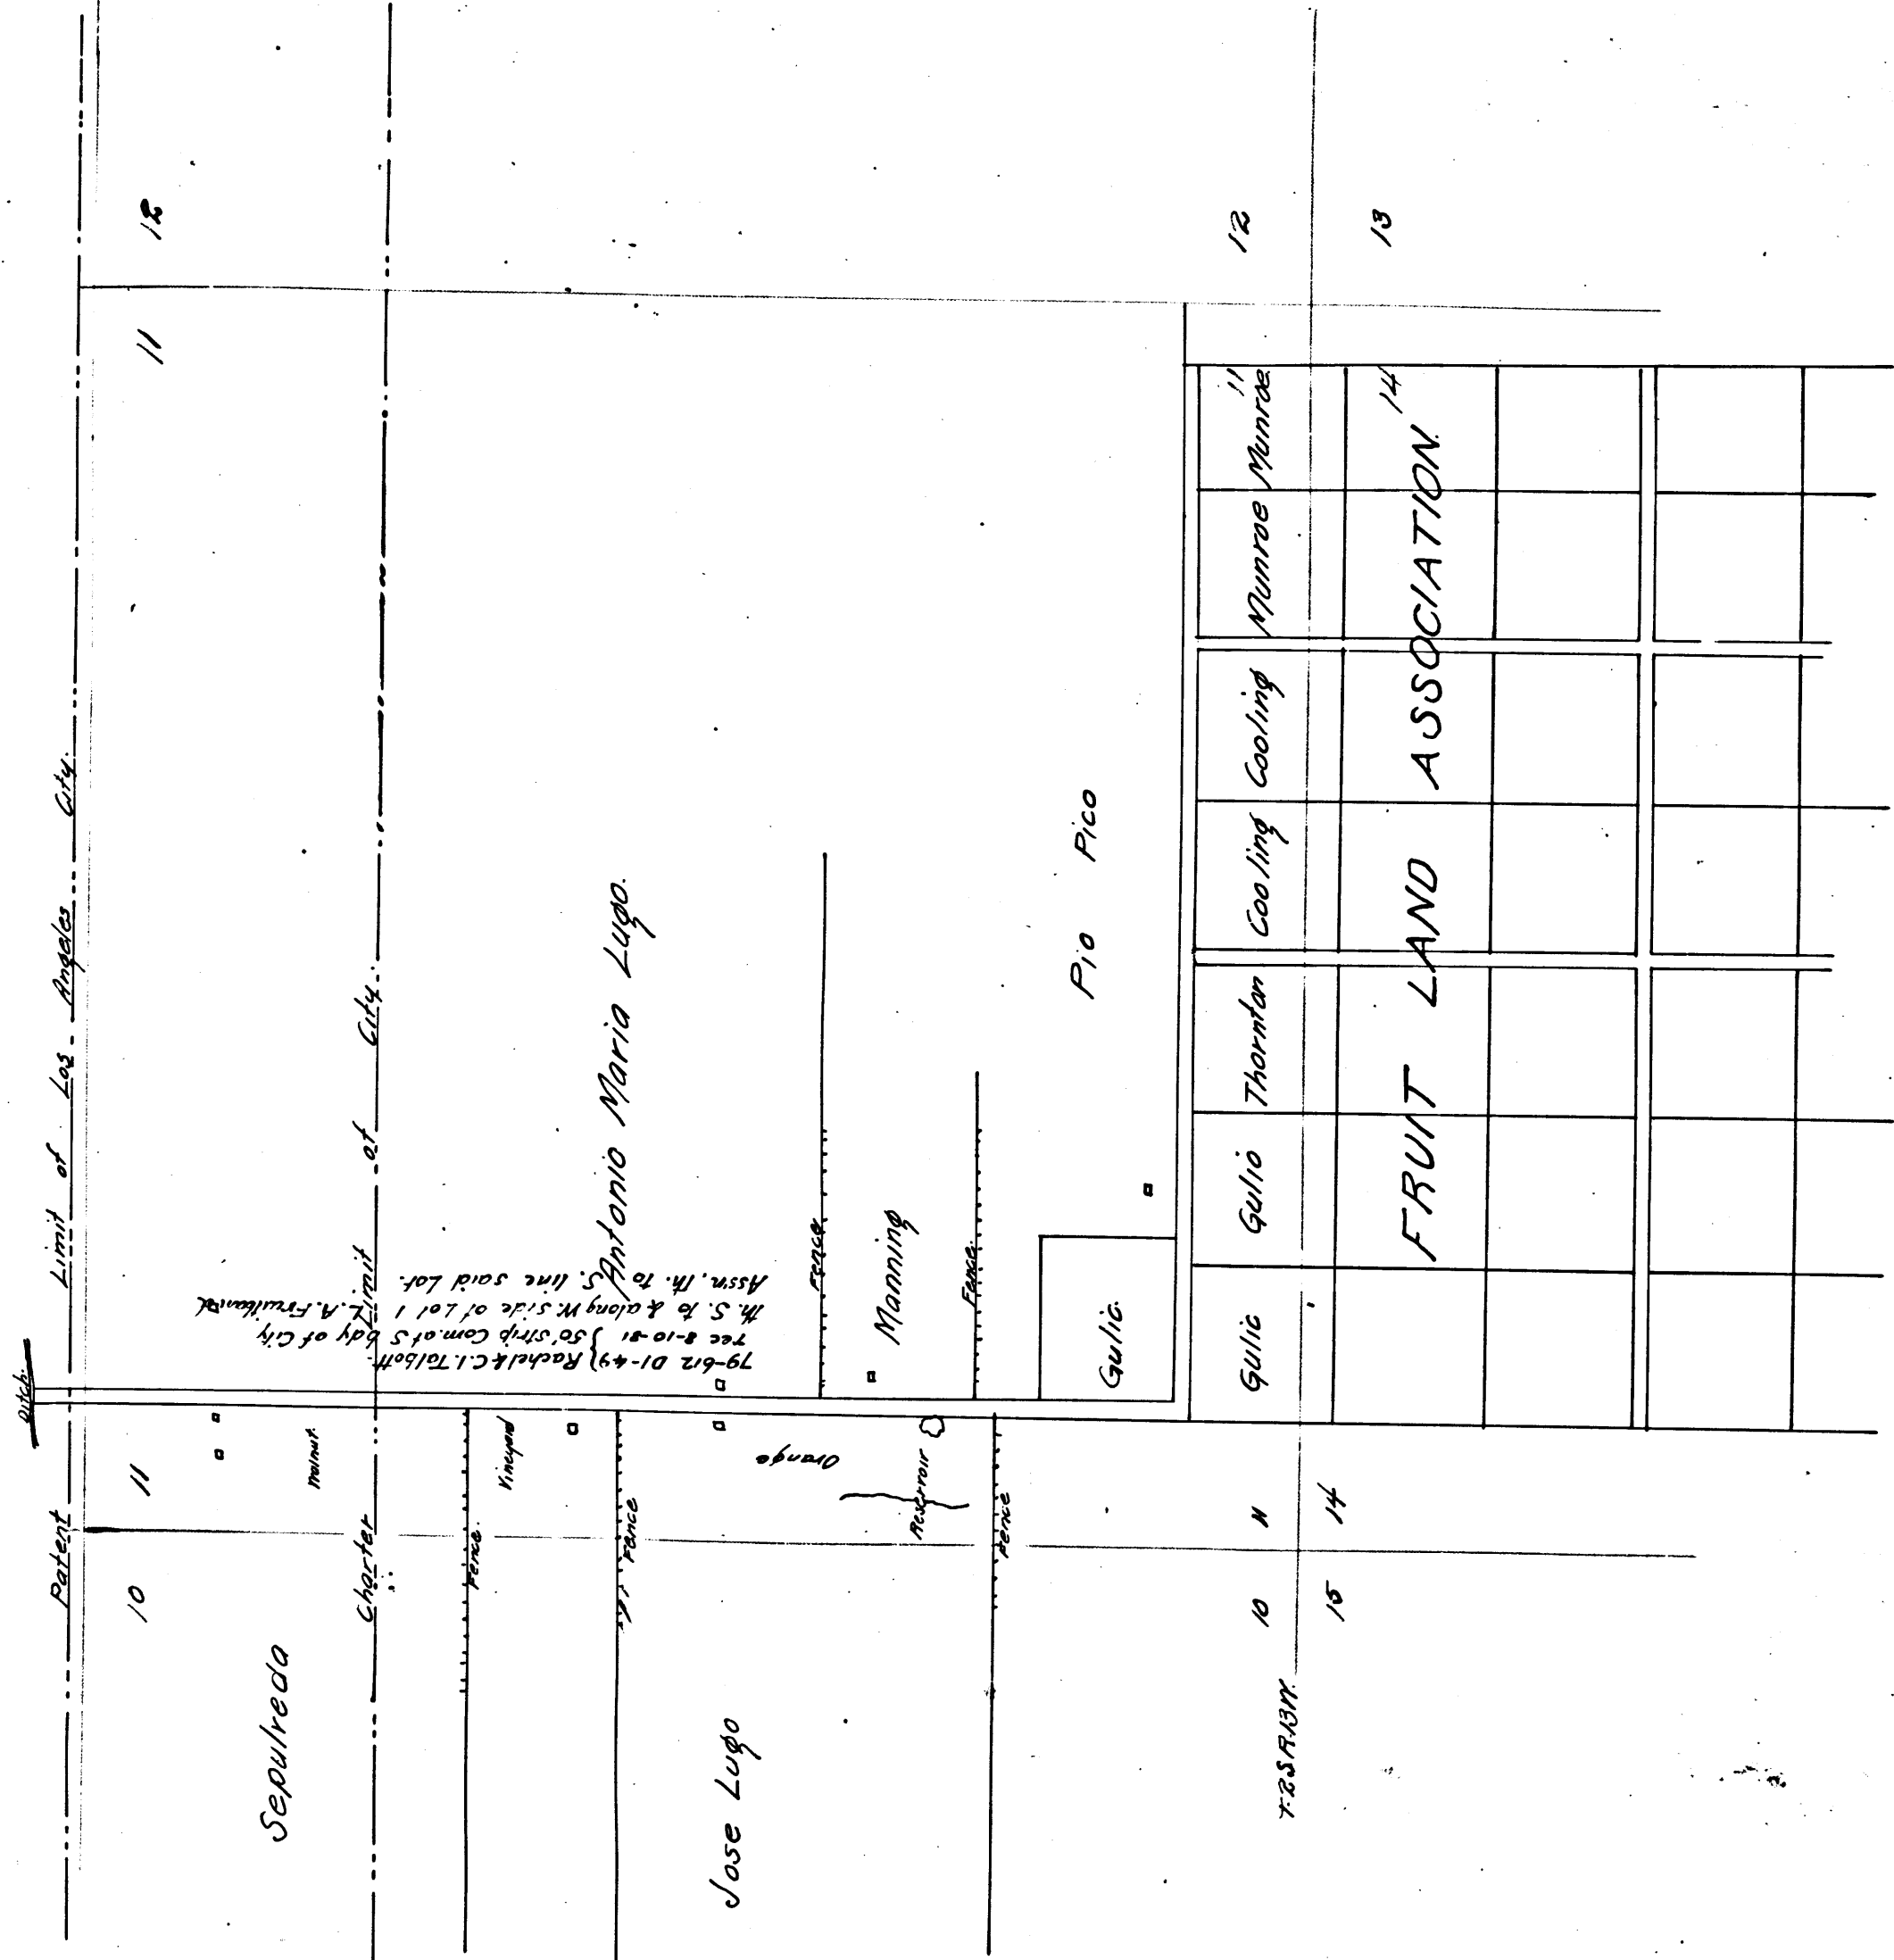 Ditch.
Patent Limit of Los Angeles City.
10 11
11 12
Sepulveda
Walnut.
Charter Limit of City.
79-612 D1-49 } Rachel & C.I. Talbott.
rec 8-10-81 } 50' strip Com. at S bdy of City
th. S. to & along W. side of Lot 1 L.A. Fruitland
Assn. th. to S. line said Lot.
Fence.
Vineyard
Antonio Maria Lugo.
Fence
Jose Lugo
Orange
Fence
Manning
Reservoir
Fence.
Fence
Pio Pico
Gulic.
10 11
11 12
Gulic Gulio Thornton Cooling Cooling Munroe Munroe
T.2S R.13W.
15 14
14 13
FRUIT LAND ASSOCIATION.